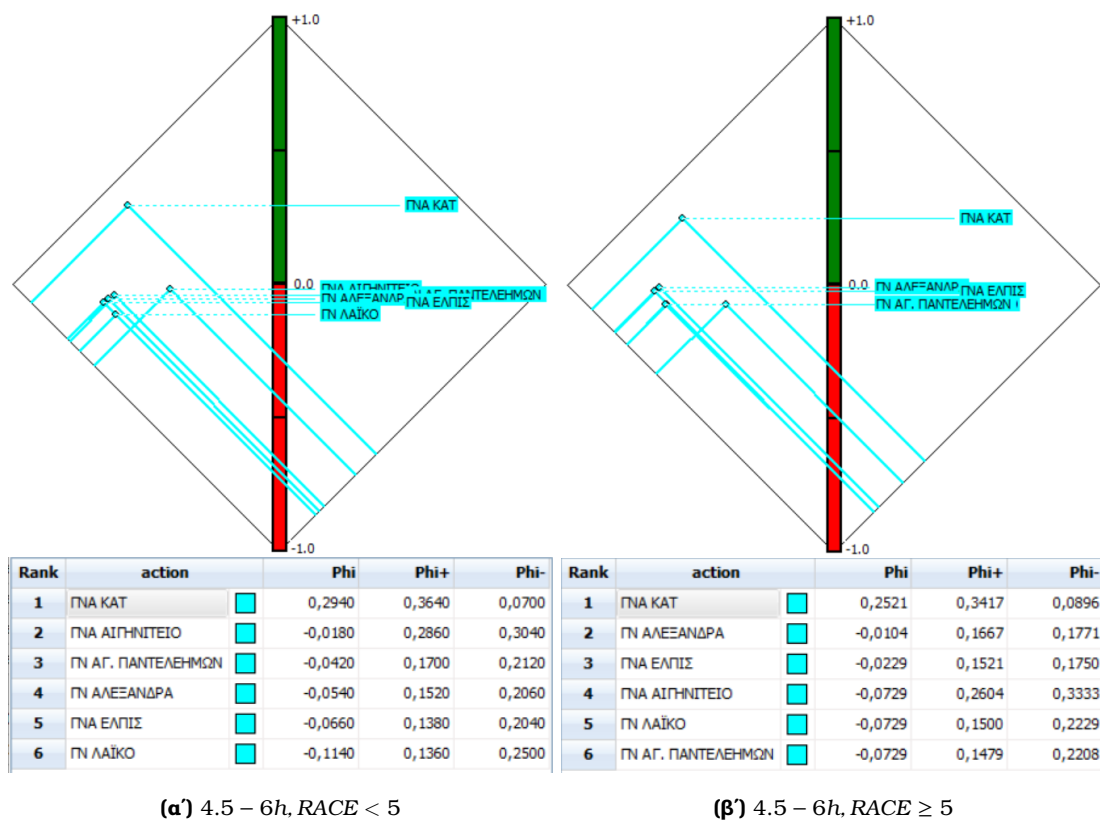 +1.0
ΓΝΑ ΚΑΤ
0.0
ΓΝΑ ΑΙΓΗΝΙΤΕΙΟ
ΓΝ ΑΛΕΞΑΝΔΡ
ΠΑΝΤΕΛΕΗΜΩΝ
ΓΝΑ ΕΛΠΙΣ
ΓΝ ΛΑΪΚΟ
-1.0
+1.0
ΓΝΑ ΚΑΤ
0.0
ΓΝ ΑΛΕΞΑΝΔΡ
ΓΝΑ ΕΛΠΙΣ
ΓΝ ΑΓ. ΠΑΝΤΕΛΕΗΜΩΝ
-1.0
Rank action Phi Phi+ Phi-
1 ΓΝΑ ΚΑΤ 0,2940 0,3640 0,0700
2 ΓΝΑ ΑΙΓΗΝΙΤΕΙΟ -0,0180 0,2860 0,3040
3 ΓΝ ΑΓ. ΠΑΝΤΕΛΕΗΜΩΝ -0,0420 0,1700 0,2120
4 ΓΝ ΑΛΕΞΑΝΔΡΑ -0,0540 0,1520 0,2060
5 ΓΝΑ ΕΛΠΙΣ -0,0660 0,1380 0,2040
6 ΓΝ ΛΑΪΚΟ -0,1140 0,1360 0,2500
(α´) 4.5 – 6h, RACE < 5
Rank action Phi Phi+ Phi-
1 ΓΝΑ ΚΑΤ 0,2521 0,3417 0,0896
2 ΓΝ ΑΛΕΞΑΝΔΡΑ -0,0104 0,1667 0,1771
3 ΓΝΑ ΕΛΠΙΣ -0,0229 0,1521 0,1750
4 ΓΝΑ ΑΙΓΗΝΙΤΕΙΟ -0,0729 0,2604 0,3333
5 ΓΝ ΛΑΪΚΟ -0,0729 0,1500 0,2229
6 ΓΝ ΑΓ. ΠΑΝΤΕΛΕΗΜΩΝ -0,0729 0,1479 0,2208
(β´) 4.5 – 6h, RACE ≥ 5